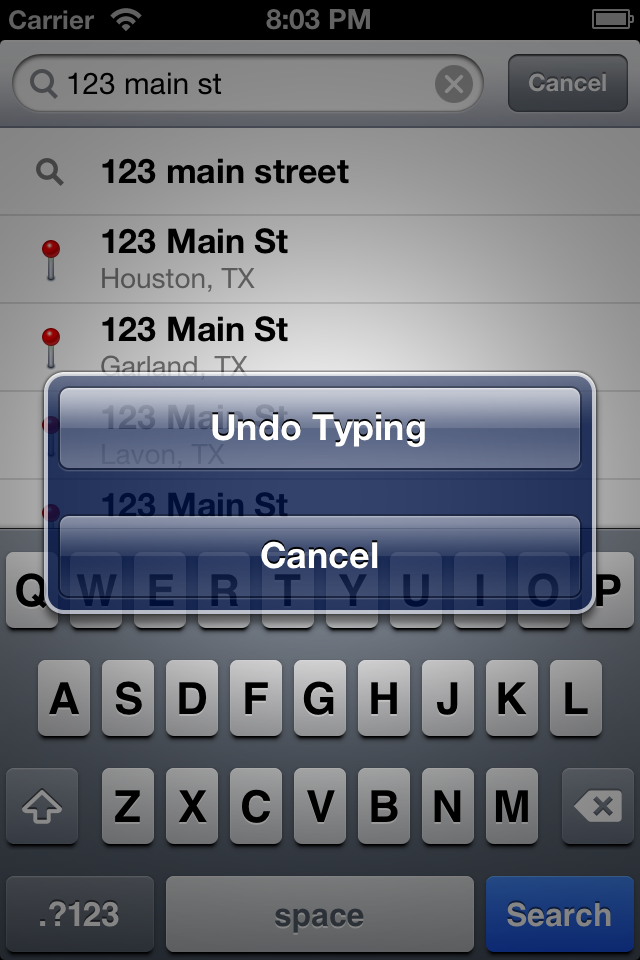 Carrier 8:03 PM
123 main st Cancel
123 main street
123 Main St
Houston, TX
123 Main St
Garland, TX
123 Main St
Undo Typing
Lavon, TX
123 Main St
Cancel
Q W E R T Y U I O P
A S D F G H J K L
Z X C V B N M
.?123 space Search